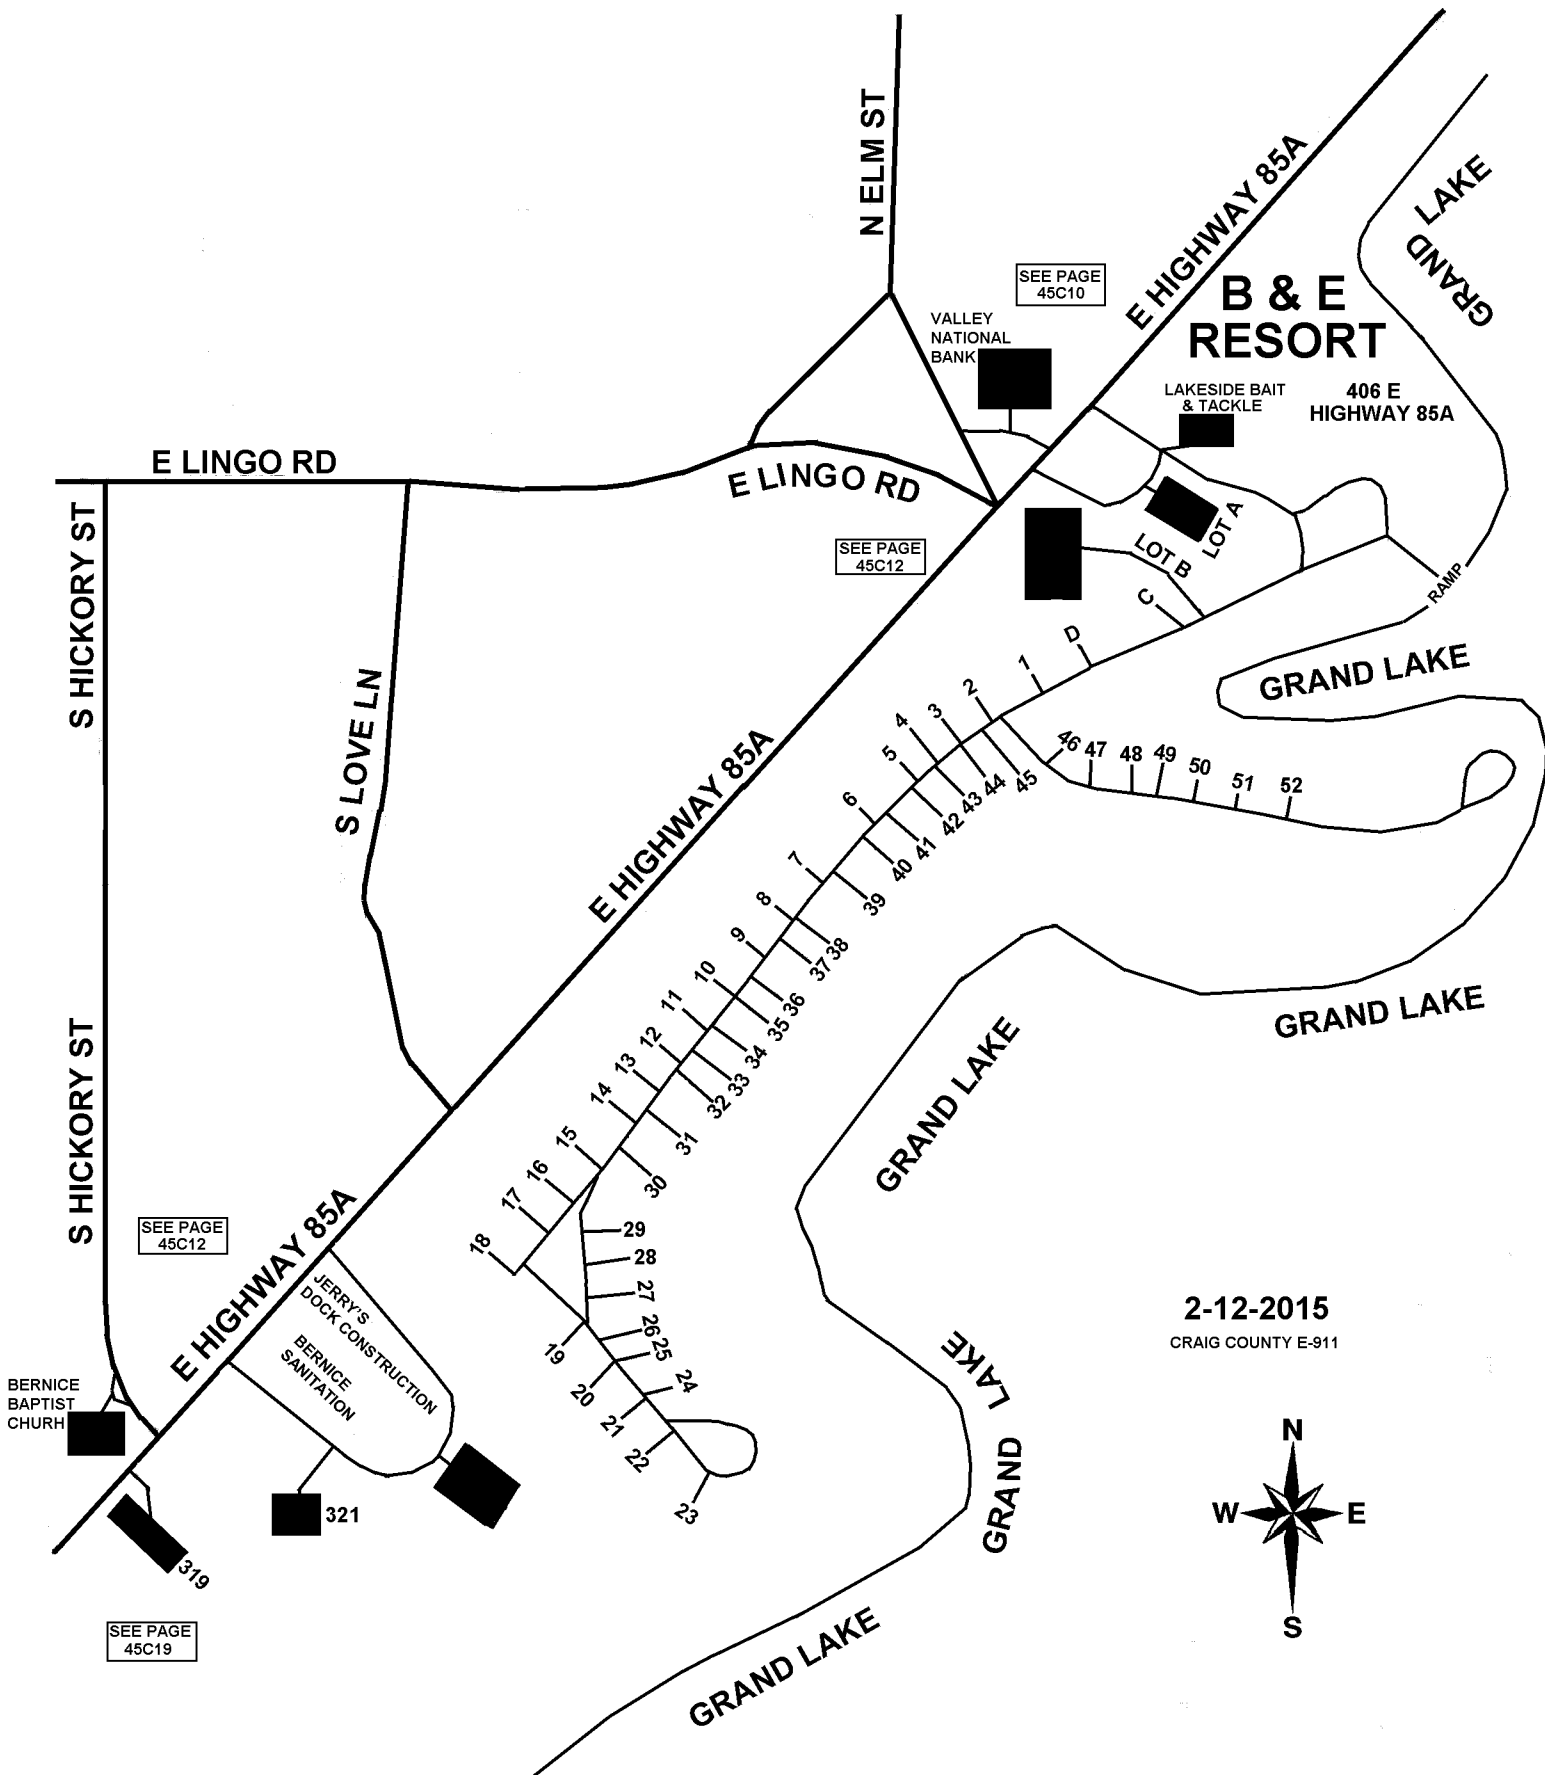 N ELM ST
E HIGHWAY 85A
GRAND LAKE
SEE PAGE
45C10
B & E
RESORT
VALLEY
NATIONAL
BANK
LAKESIDE BAIT
& TACKLE
406 E
HIGHWAY 85A
E LINGO RD
E LINGO RD
S HICKORY ST
SEE PAGE
45C12
LOT A
LOT B
C
D
RAMP
GRAND LAKE
S LOVE LN
E HIGHWAY 85A
1
2
3
4
5
6
7
8
9
10
11
12
13
14
15
16
17
18
19
20
21
22
23
24
25
26
27
28
29
30
31
32
33
34
35
36
37
38
39
40
41
42
43
44
45
46
47
48
49
50
51
52
GRAND LAKE
GRAND LAKE
S HICKORY ST
SEE PAGE
45C12
E HIGHWAY 85A
JERRY'S
DOCK CONSTRUCTION
BERNICE
SANITATION
BERNICE
BAPTIST
CHURH
321
319
SEE PAGE
45C19
GRAND LAKE
GRAND LAKE
2-12-2015
CRAIG COUNTY E-911
N
W
E
S